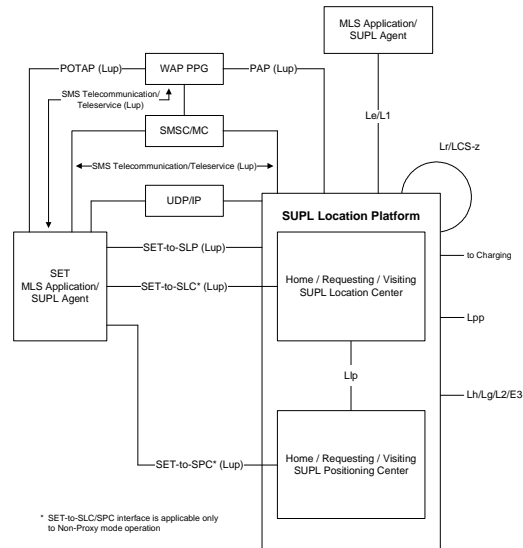 MLS Application/
SUPL Agent
POTAP (Lup)
WAP PPG
PAP (Lup)
SMS Telecommunication/
Teleservice (Lup)
Le/L1
SMSC/MC
Lr/LCS-z
SMS Telecommunication/Teleservice (Lup)
UDP/IP
SUPL Location Platform
SET
MLS Application/
SUPL Agent
SET-to-SLP (Lup)
to Charging
Home / Requesting / Visiting
SUPL Location Center
SET-to-SLC* (Lup)
Lpp
Llp
Lh/Lg/L2/E3
Home / Requesting / Visiting
SUPL Positioning Center
SET-to-SPC* (Lup)
* SET-to-SLC/SPC interface is applicable only
to Non-Proxy mode operation